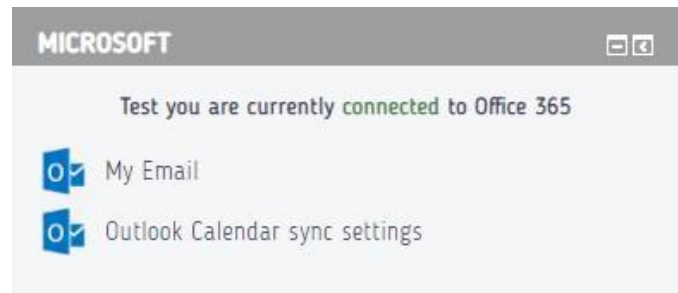 MICROSOFT
Test you are currently connected to Office 365
My Email
Outlook Calendar sync settings